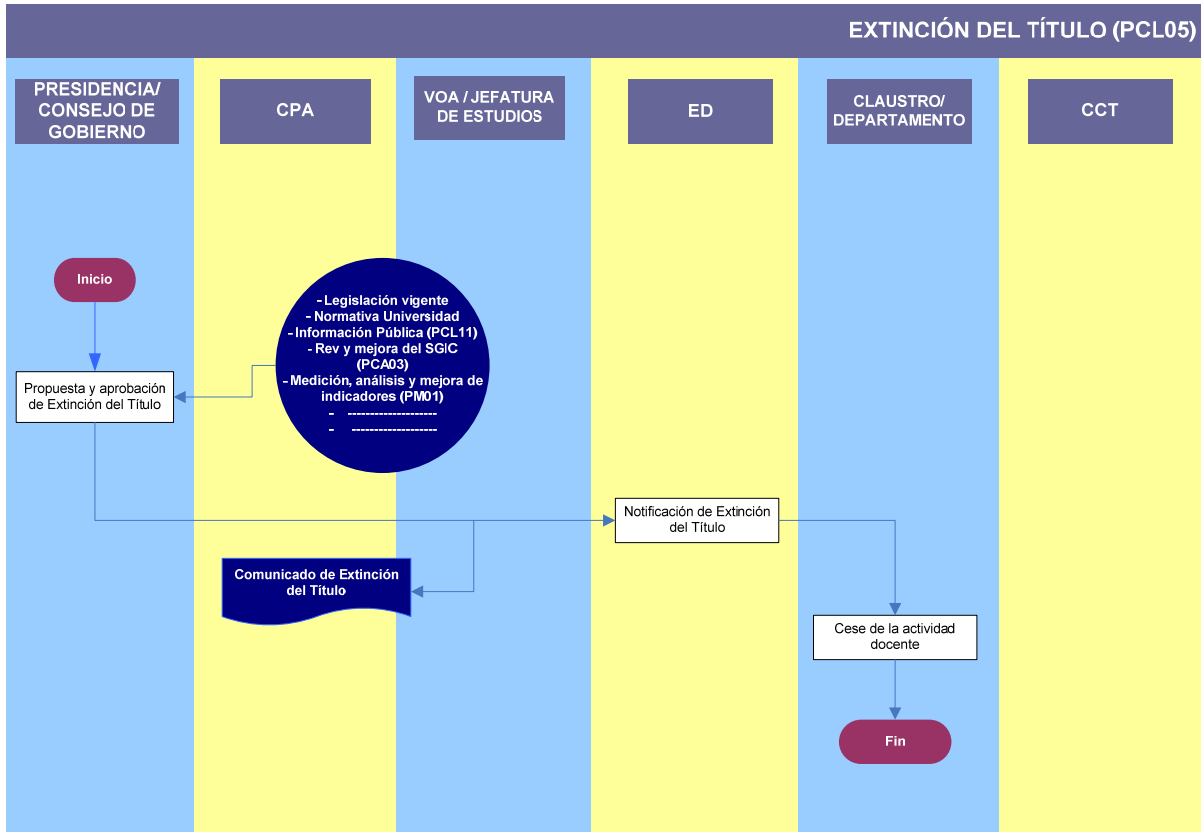 EXTINCIÓN DEL TÍTULO (PCL05)
PRESIDENCIA/
CONSEJO DE
GOBIERNO
CPA
VOA / JEFATURA
DE ESTUDIOS
ED
CLAUSTRO/
DEPARTAMENTO
CCT
Inicio
- Legislación vigente
- Normativa Universidad
- Información Pública (PCL11)
- Rev y mejora del SGIC
(PCA03)
- Medición, análisis y mejora de
indicadores (PM01)
- --------------------
- -------------------
Propuesta y aprobación
de Extinción del Título
Notificación de Extinción
del Título
Comunicado de Extinción
del Título
Cese de la actividad
docente
Fin